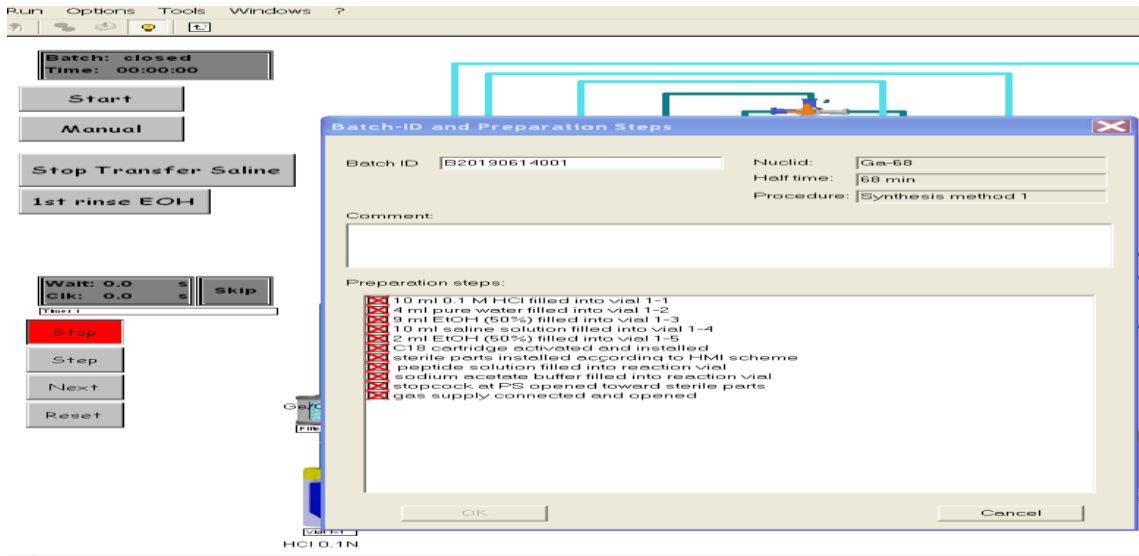 Run Options Tools Windows ?
Batch: closed
Time: 00:00:00
Start
Manual
Stop Transfer Saline
1st rinse EOH
Wait: 0.0 s
Clk: 0.0 s
Skip
Timer 1
Stop
Step
Next
Reset
Batch-ID and Preparation Steps
Batch ID B20190614001
Nuclid: Ga-68
Half time: 68 min
Procedure: Synthesis method 1
Comment:
Preparation steps:
10 ml 0.1 M HCl filled into vial 1-1
4 ml pure water filled into vial 1-2
9 ml EtOH (50%) filled into vial 1-3
10 ml saline solution filled into vial 1-4
2 ml EtOH (50%) filled into vial 1-5
C18 cartridge activated and installed
sterile parts installed according to HMI scheme
peptide solution filled into reaction vial
sodium acetate buffer filled into reaction vial
stopcock at PS opened toward sterile parts
gas supply connected and opened
OK
Cancel
Vial 1-1
HCl 0.1N